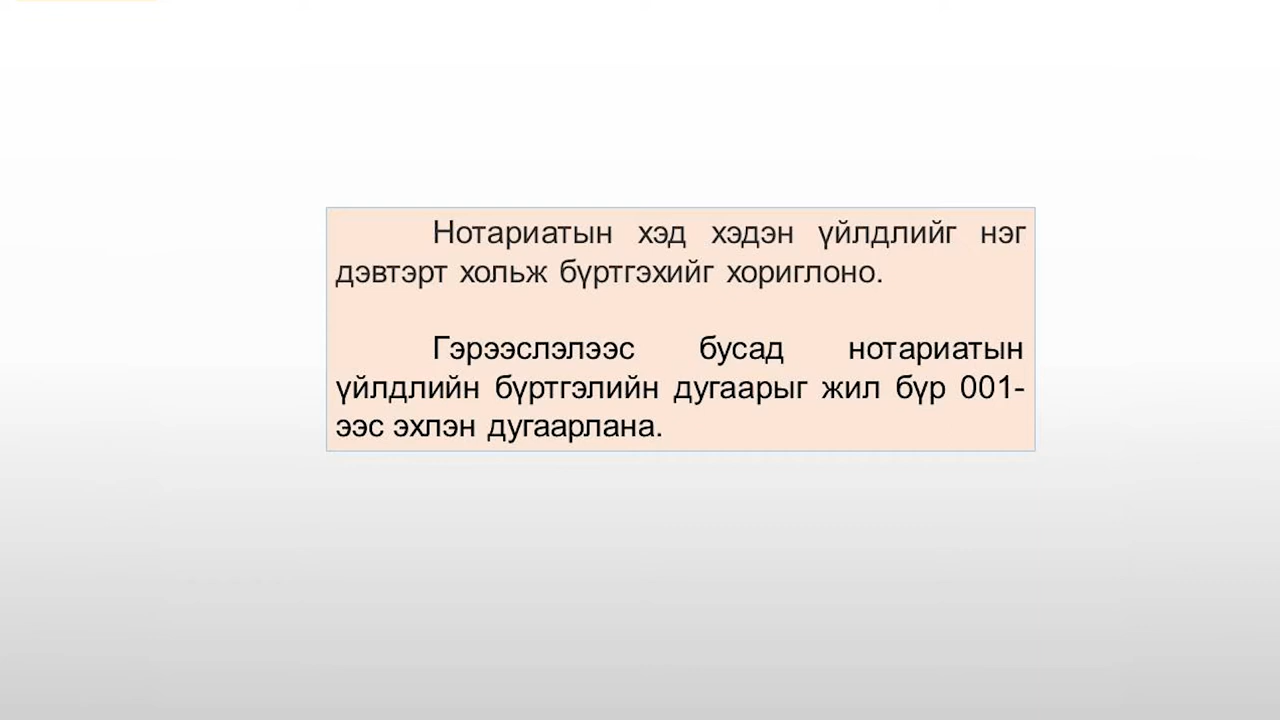 Нотариатын хэд хэдэн үйлдлийг нэг
дэвтэрт хольж бүртгэхийг хориглоно.
Гэрээслэлээс бусад нотариатын
үйлдлийн бүртгэлийн дугаарыг жил бүр 001-
ээс эхлэн дугаарлана.